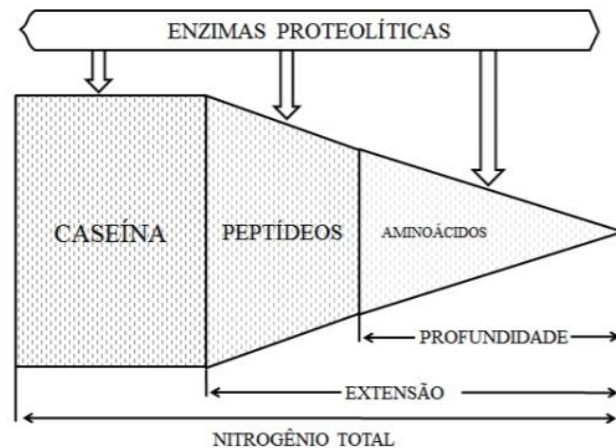 ENZIMAS PROTEOLÍTICAS
CASEÍNA
PEPTÍDEOS
AMINOÁCIDOS
PROFUNDIDADE
EXTENSÃO
NITROGÊNIO TOTAL